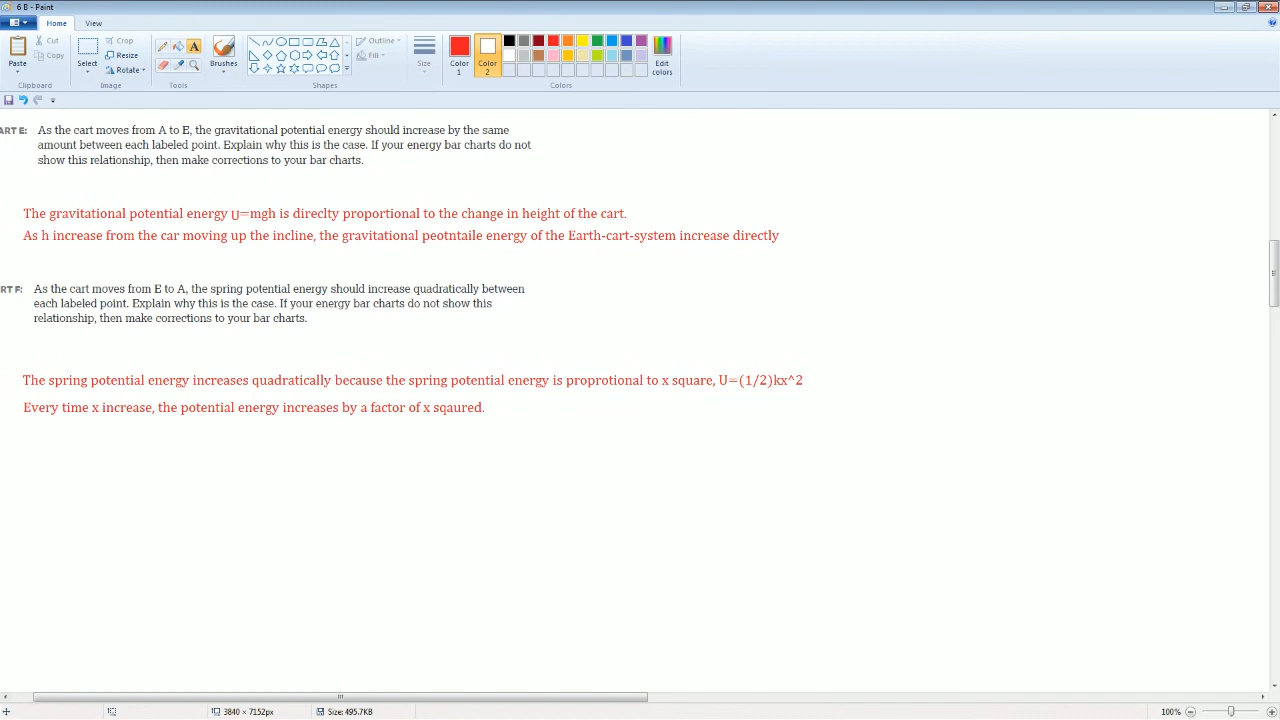 6 B - Paint
Home
View
Paste
Cut
Copy
Clipboard
Select
Crop
Resize
Rotate
Image
Tools
Brushes
Outline
Fill
Shapes
Size
Color 1
Color 2
Edit colors
Colors
ART E: As the cart moves from A to E, the gravitational potential energy should increase by the same
amount between each labeled point. Explain why this is the case. If your energy bar charts do not
show this relationship, then make corrections to your bar charts.
The gravitational potential energy U=mgh is direclty proportional to the change in height of the cart.
As h increase from the car moving up the incline, the gravitational peotntaile energy of the Earth-cart-system increase directly
RT F: As the cart moves from E to A, the spring potential energy should increase quadratically between
each labeled point. Explain why this is the case. If your energy bar charts do not show this
relationship, then make corrections to your bar charts.
The spring potential energy increases quadratically because the spring potential energy is proprotional to x square, U=(1/2)kx^2
Every time x increase, the potential energy increases by a factor of x sqaured.
3840 × 7152px
Size: 495.7KB
100%